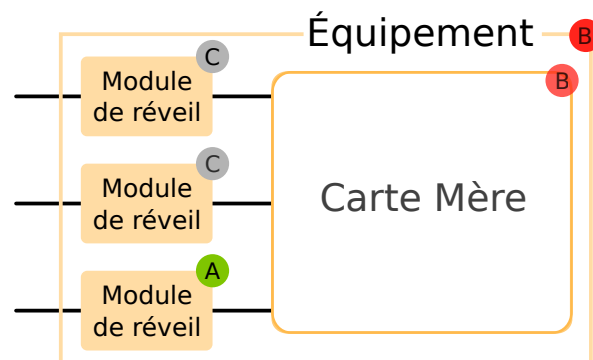 Équipement
B
C
B
Module
de réveil
C
Module
de réveil
Carte Mère
A
Module
de réveil